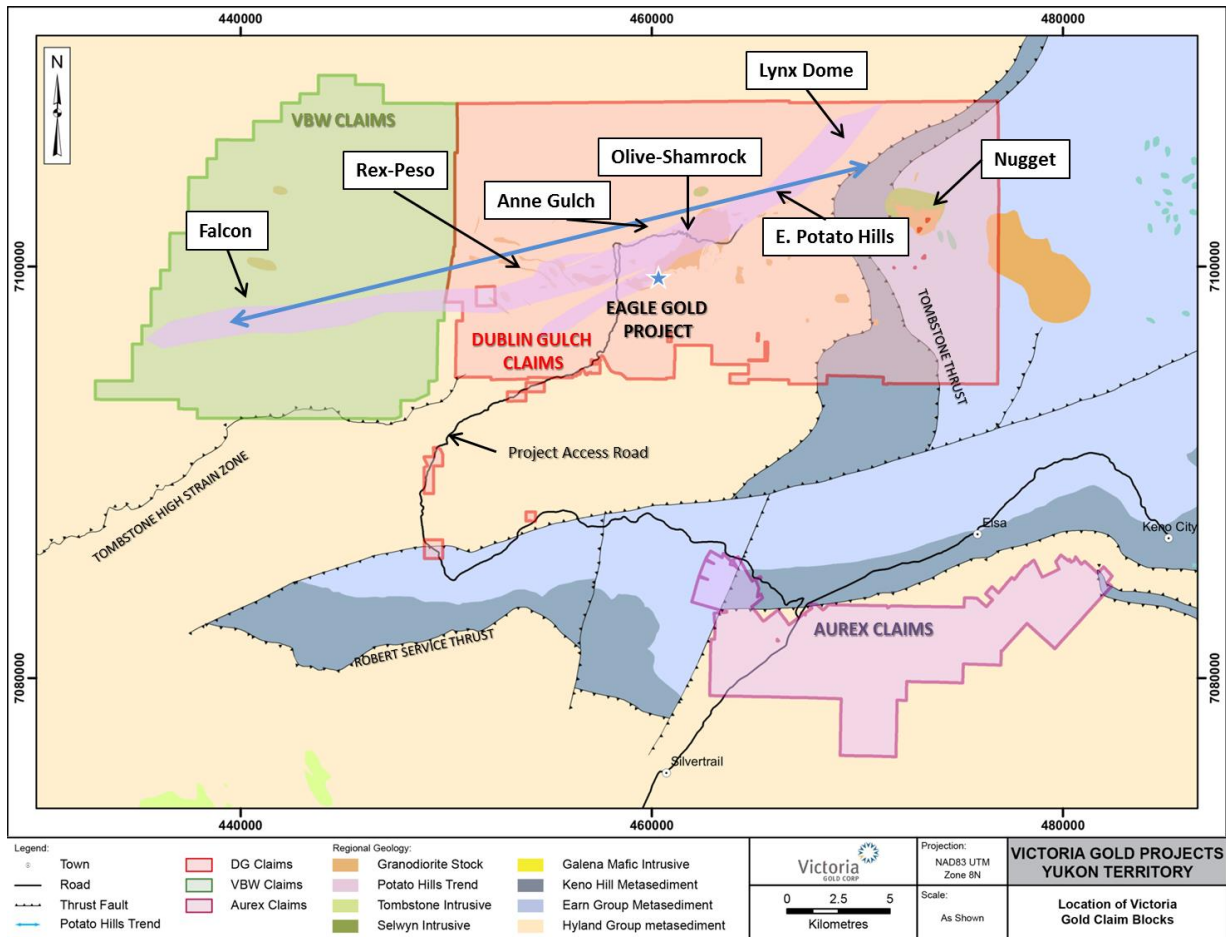 440000
460000
480000
N
Lynx Dome
VBW CLAIMS
Olive-Shamrock
Rex-Peso
Nugget
Anne Gulch
Falcon
E. Potato Hills
7100000
7100000
EAGLE GOLD
PROJECT
TOMBSTONE THRUST
DUBLIN GULCH
CLAIMS
Project Access Road
TOMBSTONE HIGH STRAIN ZONE
Elsa
Keno City
AUREX CLAIMS
ROBERT SERVICE THRUST
7080000
7080000
Silvertrail
440000
460000
480000
Legend:
Town
Road
Thrust Fault
Potato Hills Trend
DG Claims
VBW Claims
Aurex Claims
Regional Geology:
Granodiorite Stock
Potato Hills Trend
Tombstone Intrusive
Selwyn Intrusive
Galena Mafic Intrusive
Keno Hill Metasediment
Earn Group Metasediment
Hyland Group metasediment
Victoria
GOLD CORP
0 2.5 5
Kilometres
Projection:
NAD83 UTM
Zone 8N
Scale:
As Shown
VICTORIA GOLD PROJECTS
YUKON TERRITORY
Location of Victoria
Gold Claim Blocks